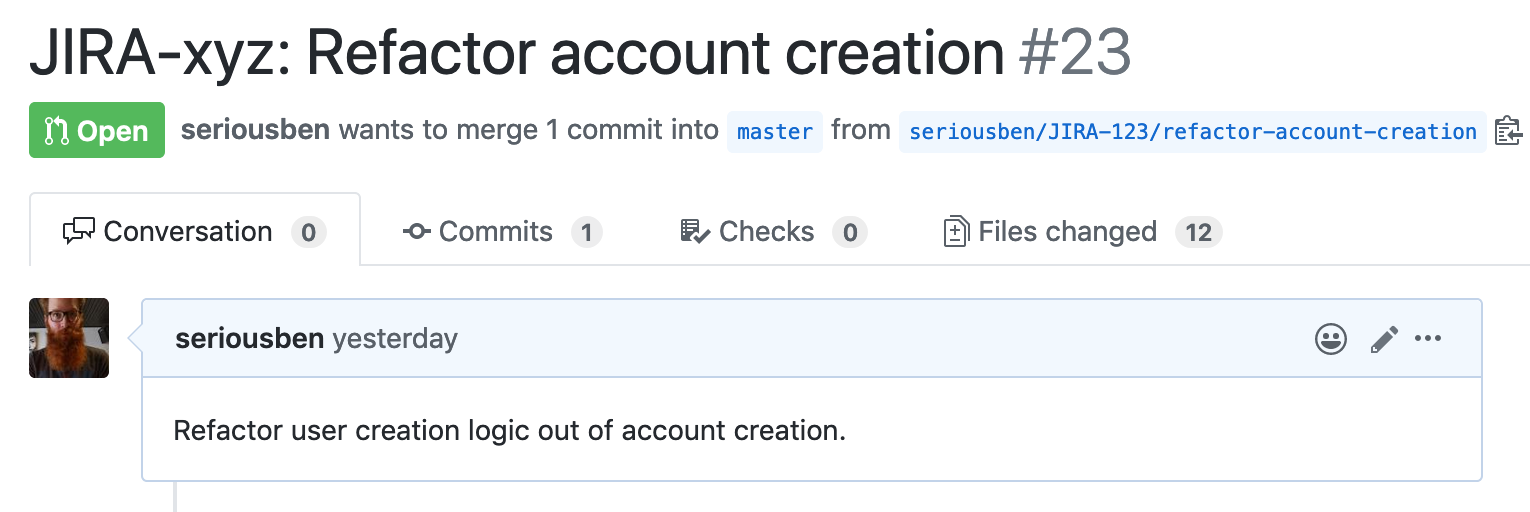 JIRA-xyz: Refactor account creation #23
Open seriousben wants to merge 1 commit into master from seriousben/JIRA-123/refactor-account-creation
Conversation 0 Commits 1 Checks 0 Files changed 12
seriousben yesterday
Refactor user creation logic out of account creation.